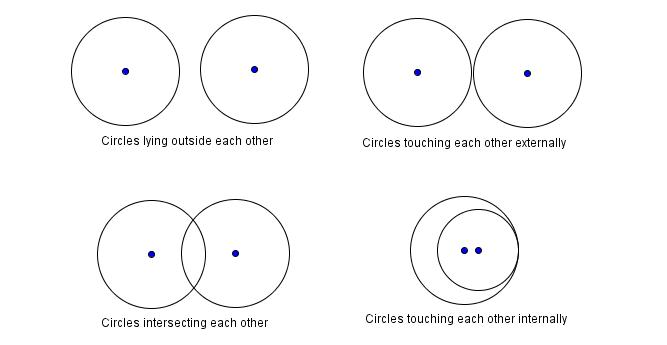 Circles lying outside each other
Circles touching each other externally
Circles intersecting each other
Circles touching each other internally